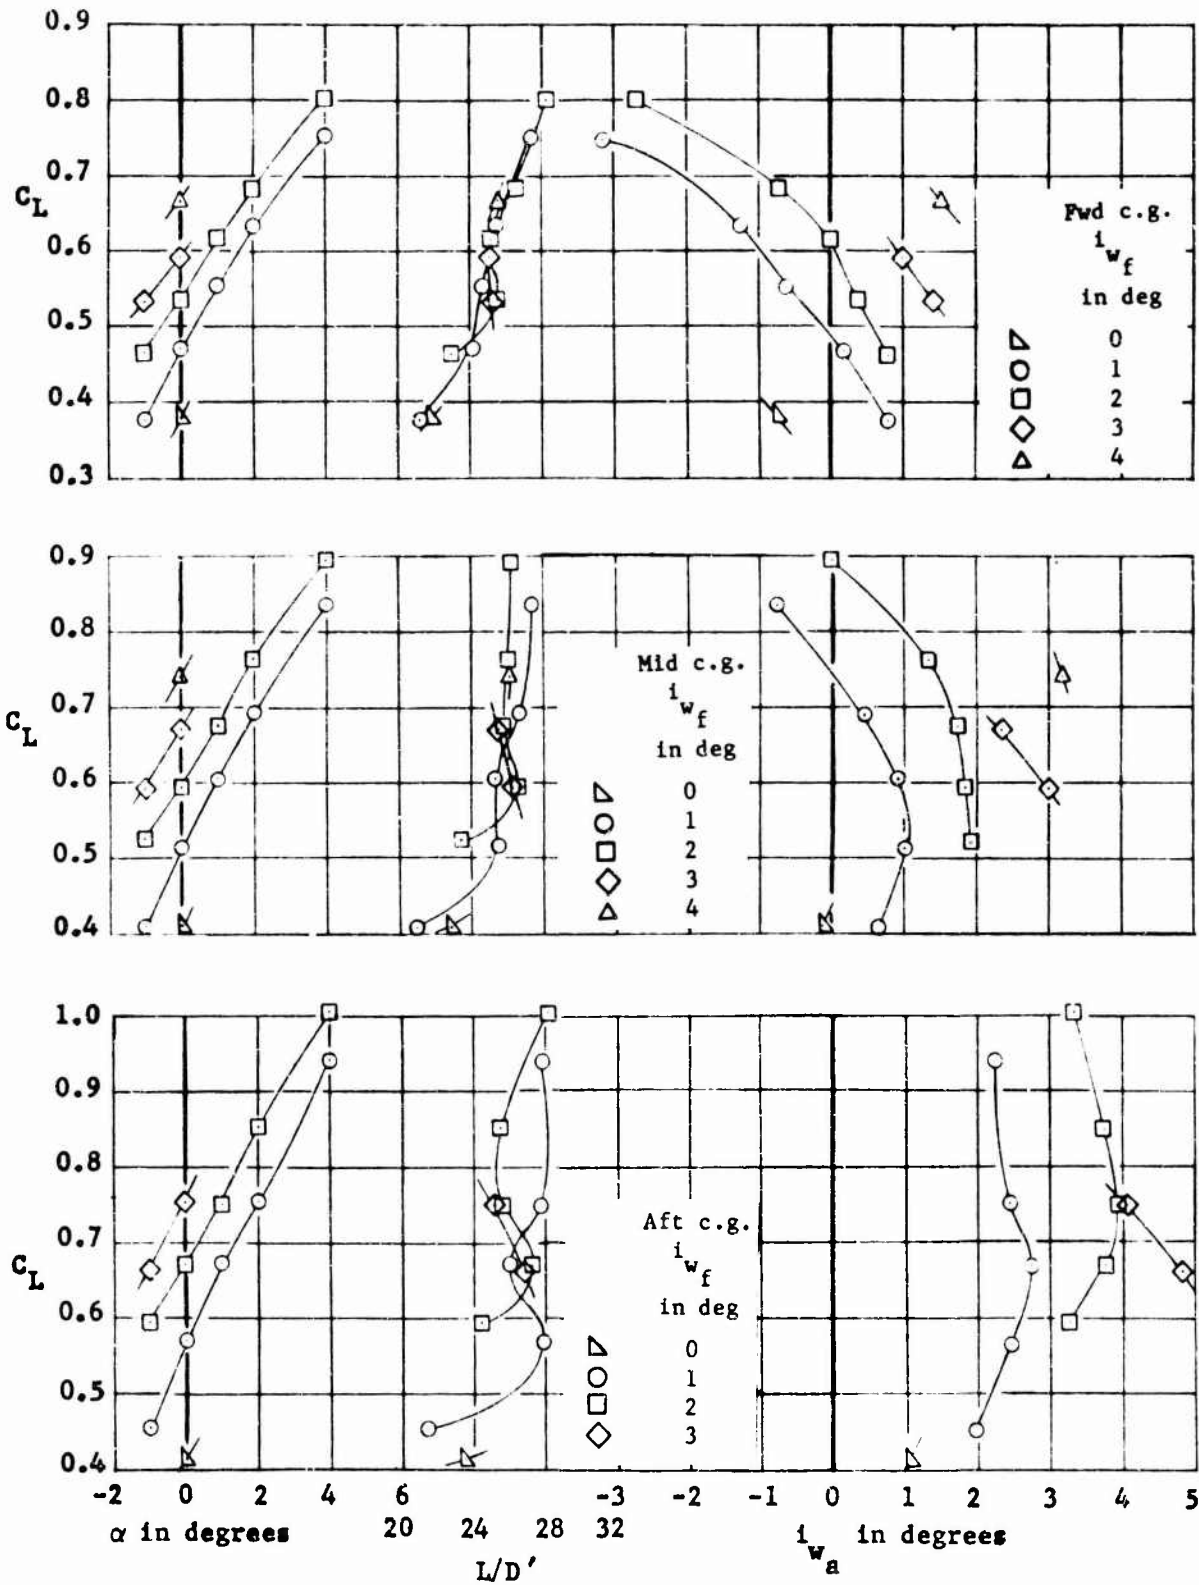 0.9
0.8
0.7
C_L
0.6
0.5
0.4
0.3
Fwd c.g.
i_w_f
in deg
0
1
2
3
4
0.9
0.8
0.7
C_L
0.6
0.5
0.4
Mid c.g.
i_w_f
in deg
0
1
2
3
4
1.0
0.9
0.8
0.7
C_L
0.6
0.5
0.4
Aft c.g.
i_w_f
in deg
0
1
2
3
-2 0 2 4 6 -3 -2 -1 0 1 2 3 4 5
α in degrees 20 24 28 32 i_w_a in degrees
L/D'